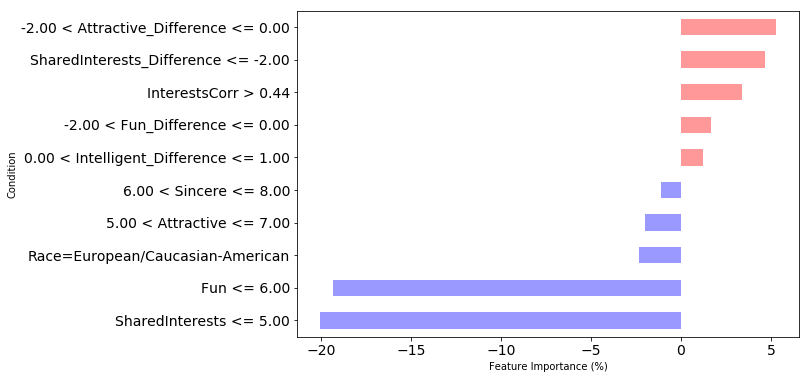 -2.00 < Attractive_Difference <= 0.00
SharedInterests_Difference <= -2.00
InterestsCorr > 0.44
-2.00 < Fun_Difference <= 0.00
0.00 < Intelligent_Difference <= 1.00
6.00 < Sincere <= 8.00
5.00 < Attractive <= 7.00
Race=European/Caucasian-American
Fun <= 6.00
SharedInterests <= 5.00
Condition
−20 −15 −10 −5 0 5
Feature Importance (%)